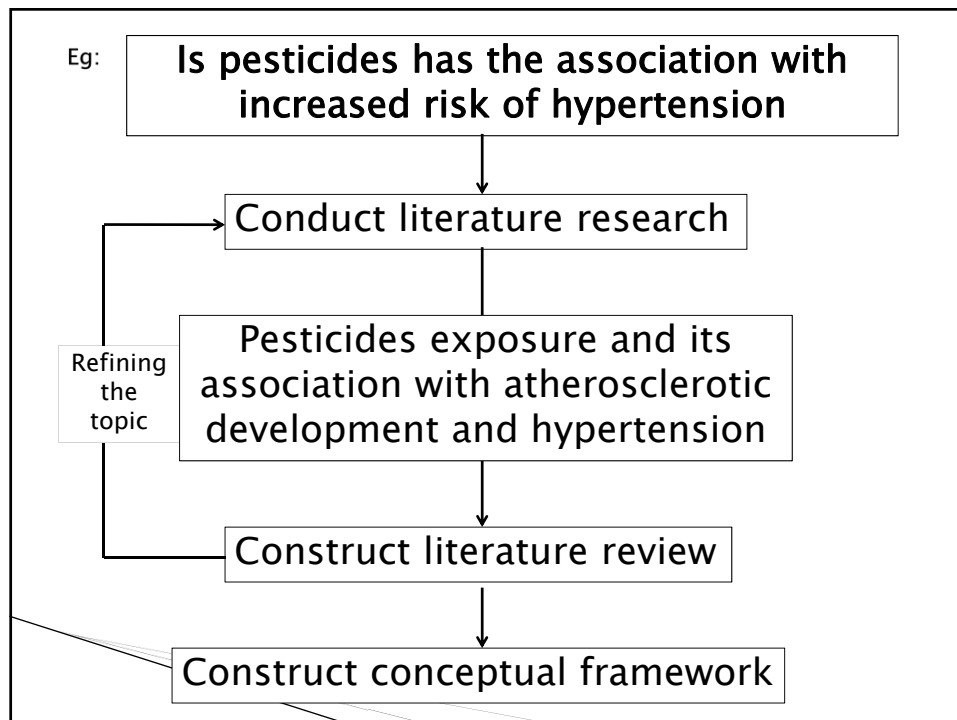 Eg:
Is pesticides has the association with
increased risk of hypertension
Conduct literature research
Pesticides exposure and its
association with atherosclerotic
development and hypertension
Refining
the
topic
Construct literature review
Construct conceptual framework